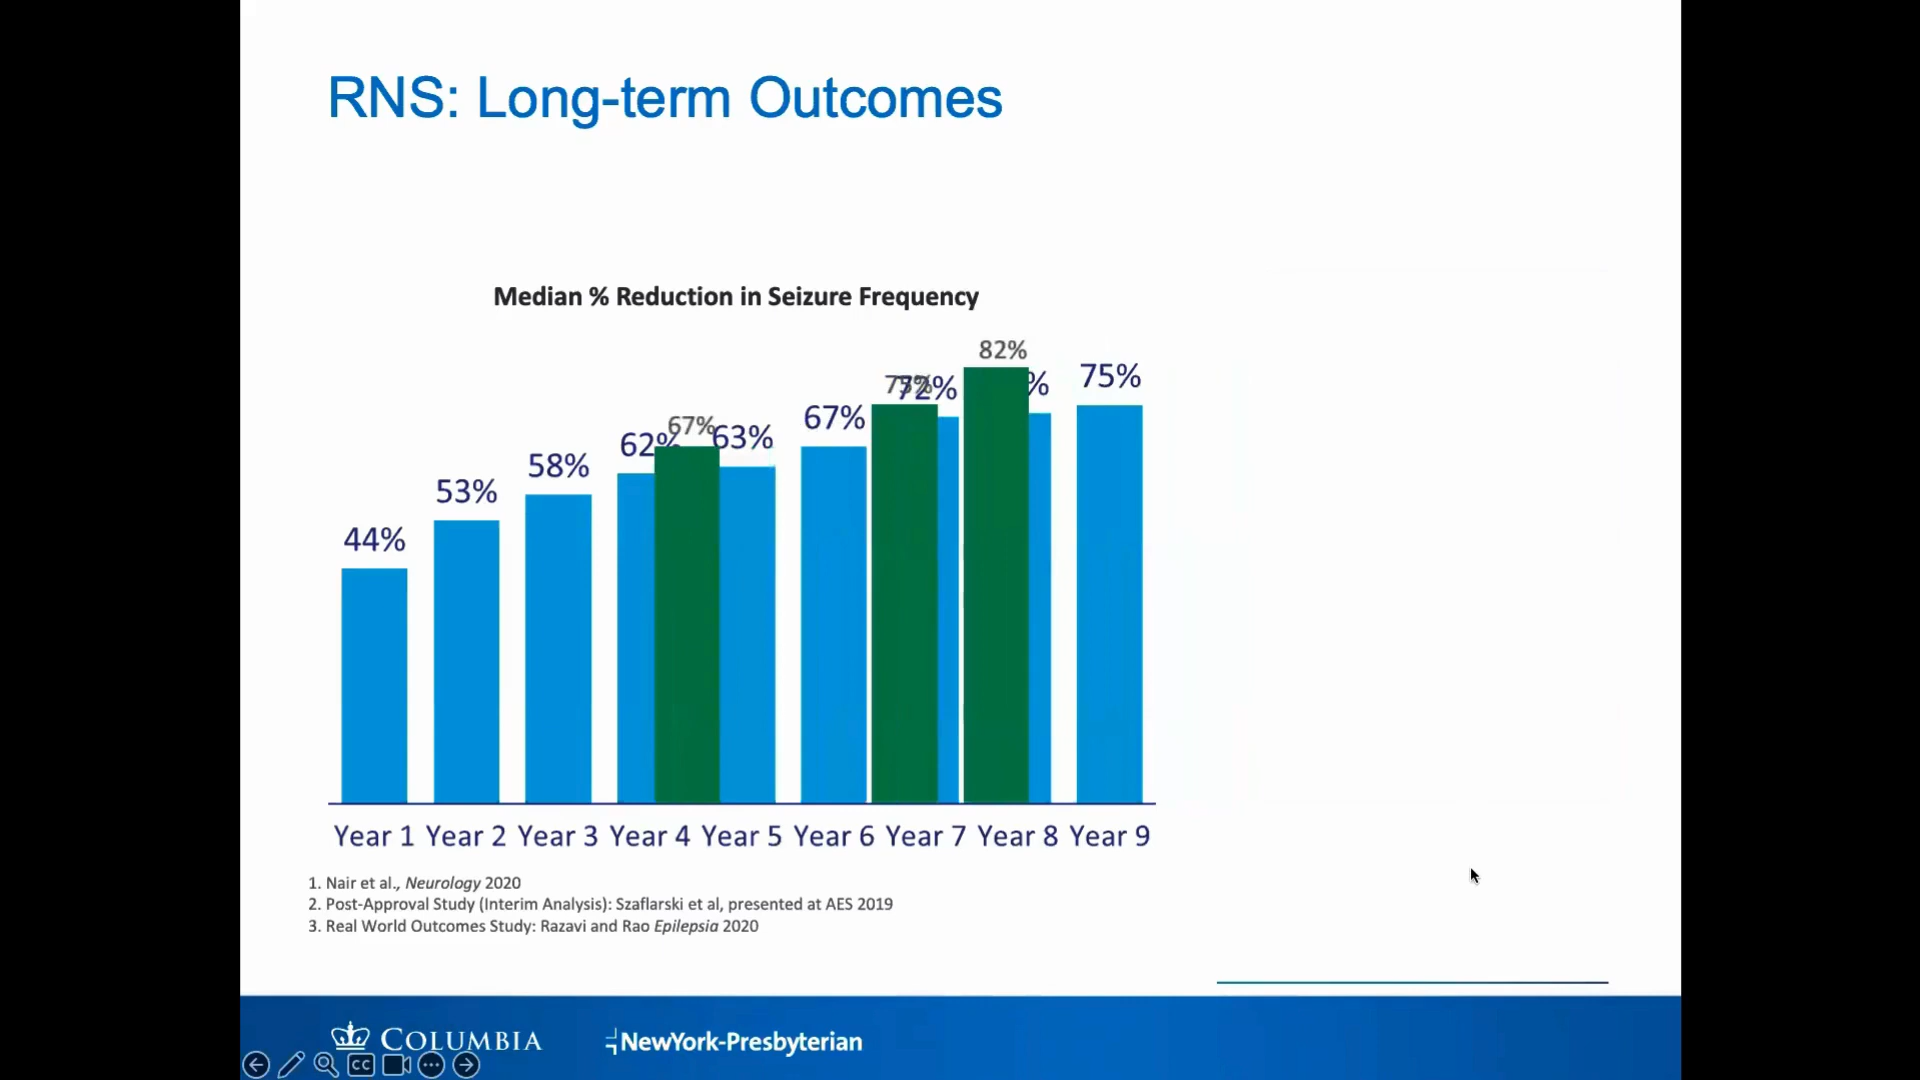 RNS: Long-term Outcomes
Median % Reduction in Seizure Frequency
44%
53%
58%
62%
67%
63%
67%
72%
82%
%
75%
Year 1 Year 2 Year 3 Year 4 Year 5 Year 6 Year 7 Year 8 Year 9
1. Nair et al., Neurology 2020
2. Post-Approval Study (Interim Analysis): Szaflarski et al, presented at AES 2019
3. Real World Outcomes Study: Razavi and Rao Epilepsia 2020
COLUMBIA
NewYork-Presbyterian
CC